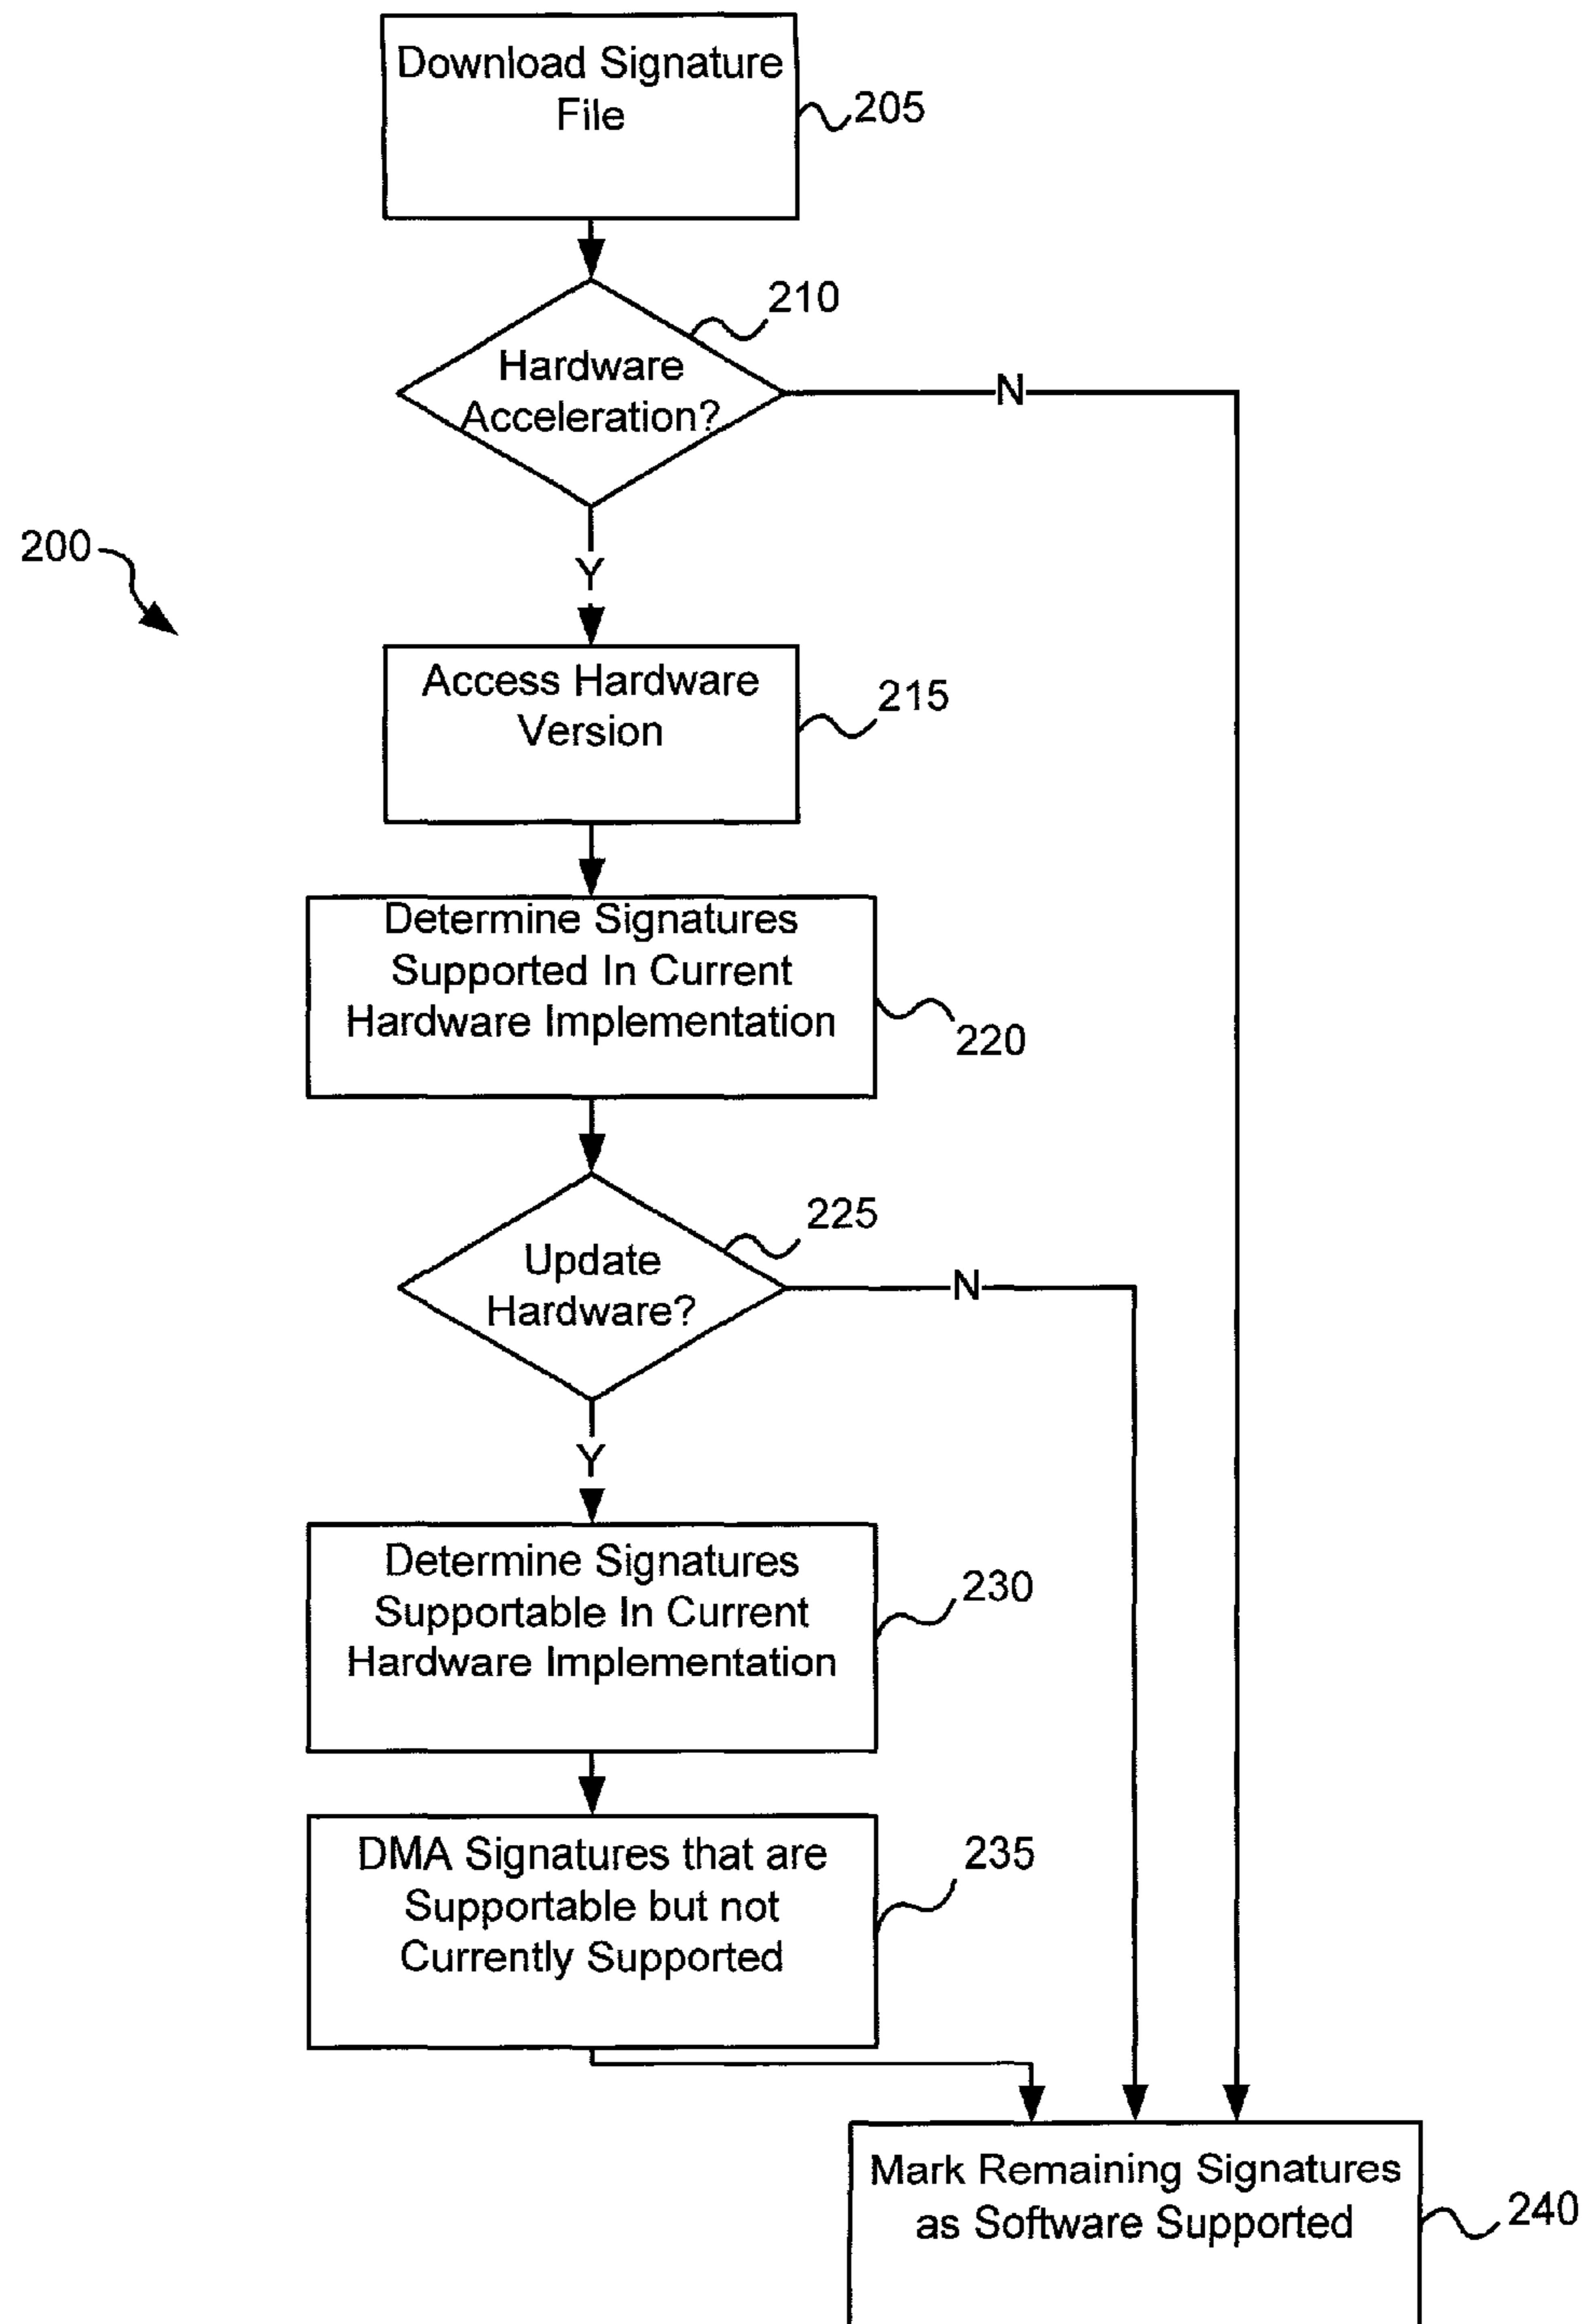 Download Signature
File
205
210
Hardware
Acceleration?
N
200
Y
Access Hardware
Version
215
Determine Signatures
Supported In Current
Hardware Implementation
220
225
Update
Hardware?
N
Y
Determine Signatures
Supportable In Current
Hardware Implementation
230
DMA Signatures that are
Supportable but not
Currently Supported
235
Mark Remaining Signatures
as Software Supported
240